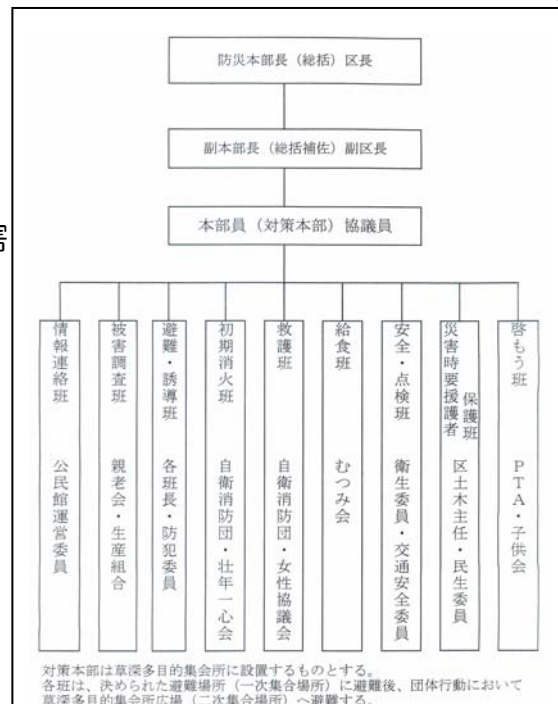 防災本部長（総括）区長
副本部長（総括補佐）副区長
本部員（対策本部）協議員
情報連絡班 公民館運営委員
被害調査班 親老会・生産組合
避難・誘導班 各班長・防犯委員
初期消火班 自衛消防団・壮年一心会
救護班 自衛消防団・女性協議会
給食班 むつみ会
安全・点検班 衛生委員・交通安全委員
災害時要援護者保護班 区土木主任・民生委員
啓もう班 PTA・子供会
対策本部は草深多目的集会所に設置するものとする。
各班は、決められた避難場所（一次集合場所）に避難後、団体行動において
草深多目的集会所広場（二次集合場所）へ避難する。